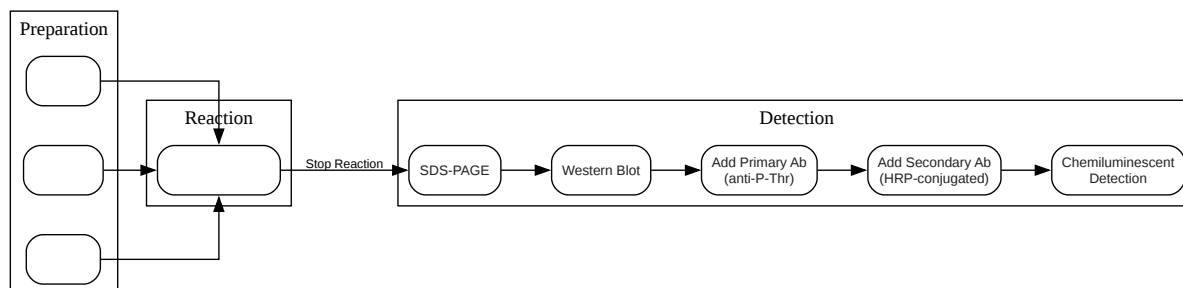 Preparation
Reaction
Stop Reaction
Detection
SDS-PAGE
Western Blot
Add Primary Ab
(anti-P-Thr)
Add Secondary Ab
(HRP-conjugated)
Chemiluminescent
Detection